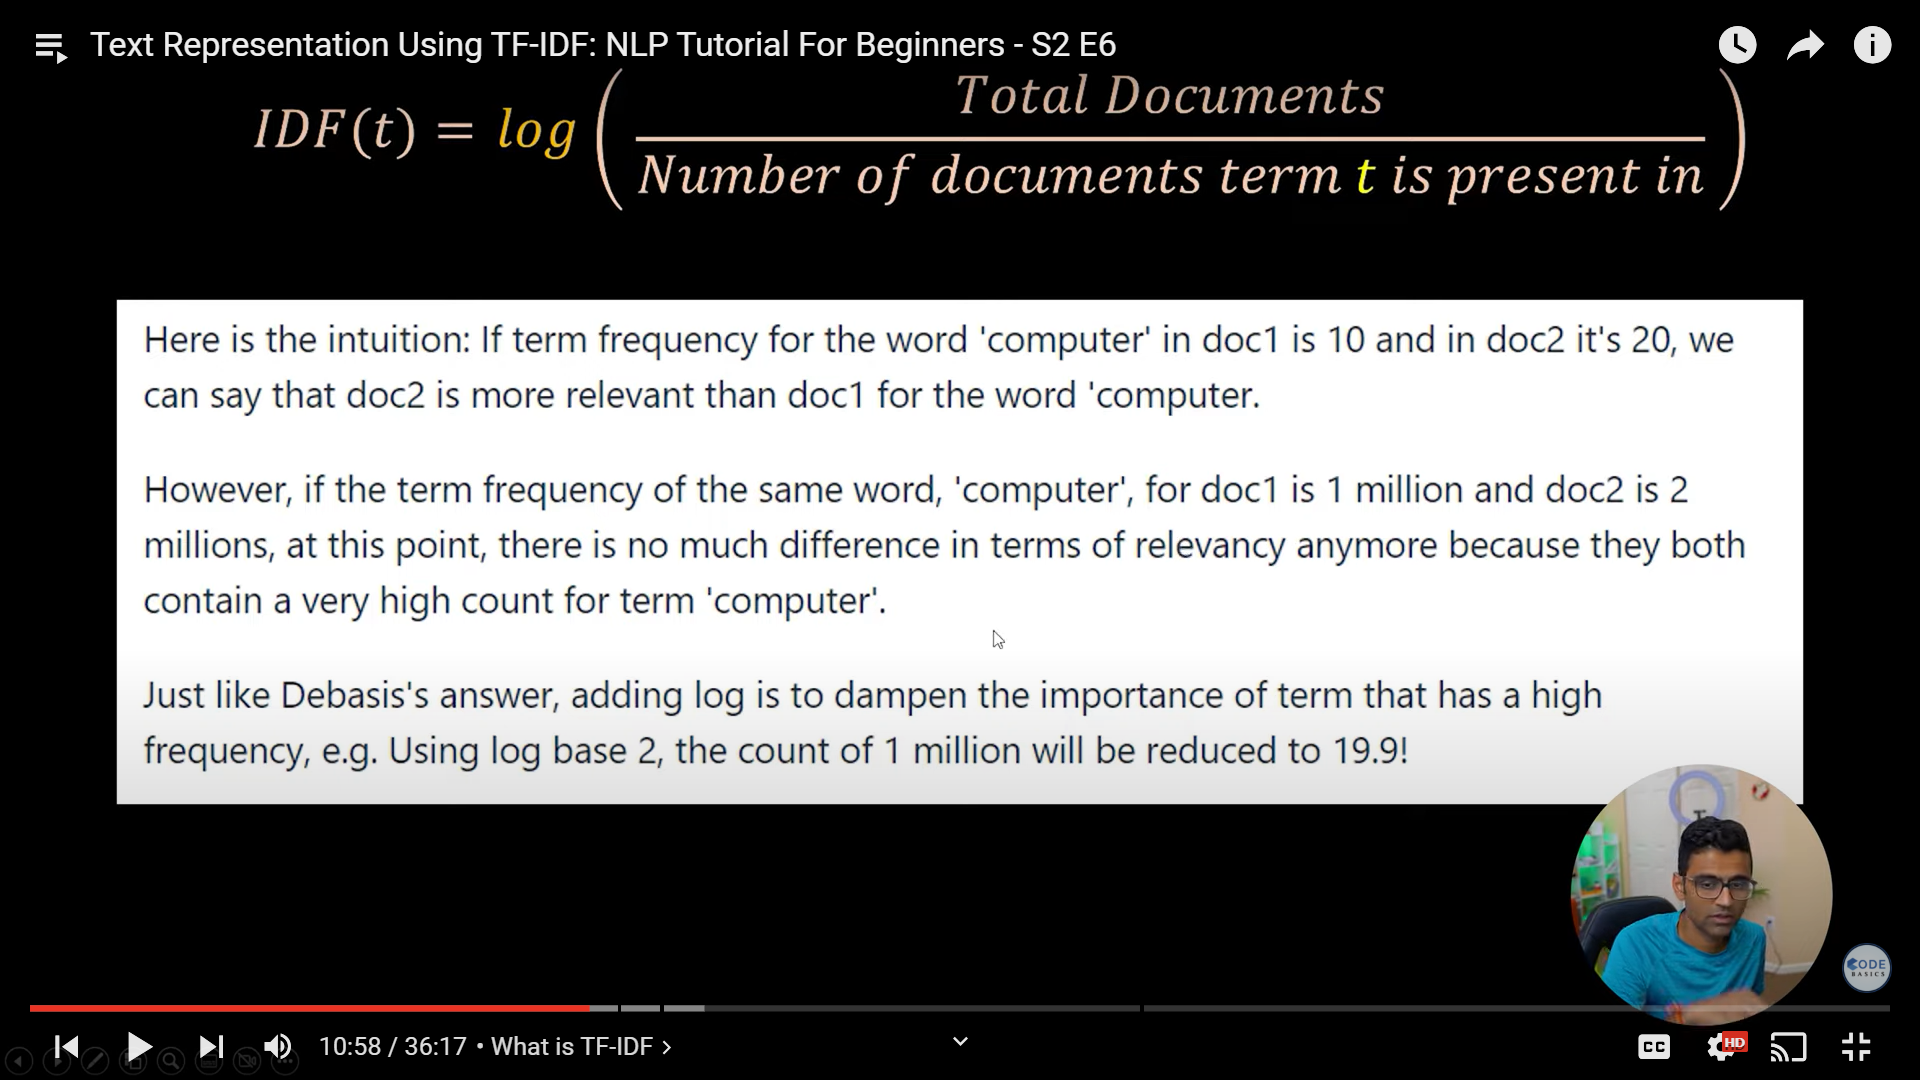 Text Representation Using TF-IDF: NLP Tutorial For Beginners - S2 E6
Total Documents
IDF(t) = log
Number of documents term t is present in
Here is the intuition: If term frequency for the word 'computer' in doc1 is 10 and in doc2 it's 20, we
can say that doc2 is more relevant than doc1 for the word 'computer.
However, if the term frequency of the same word, 'computer', for doc1 is 1 million and doc2 is 2
millions, at this point, there is no much difference in terms of relevancy anymore because they both
contain a very high count for term 'computer'.
Just like Debasis's answer, adding log is to dampen the importance of term that has a high
frequency, e.g. Using log base 2, the count of 1 million will be reduced to 19.9!
CODE
BASICS
10:58 / 36:17 • What is TF-IDF >
CC
HD